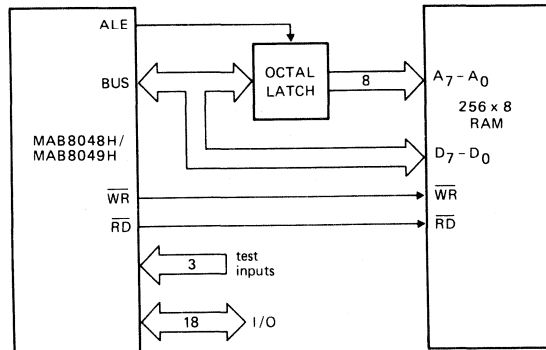 ALE
BUS
OCTAL
LATCH
8
A7-A0
256 x 8
RAM
MAB8048H/
MAB8049H
D7-D0
WR
WR
RD
RD
3
test
inputs
18
I/O